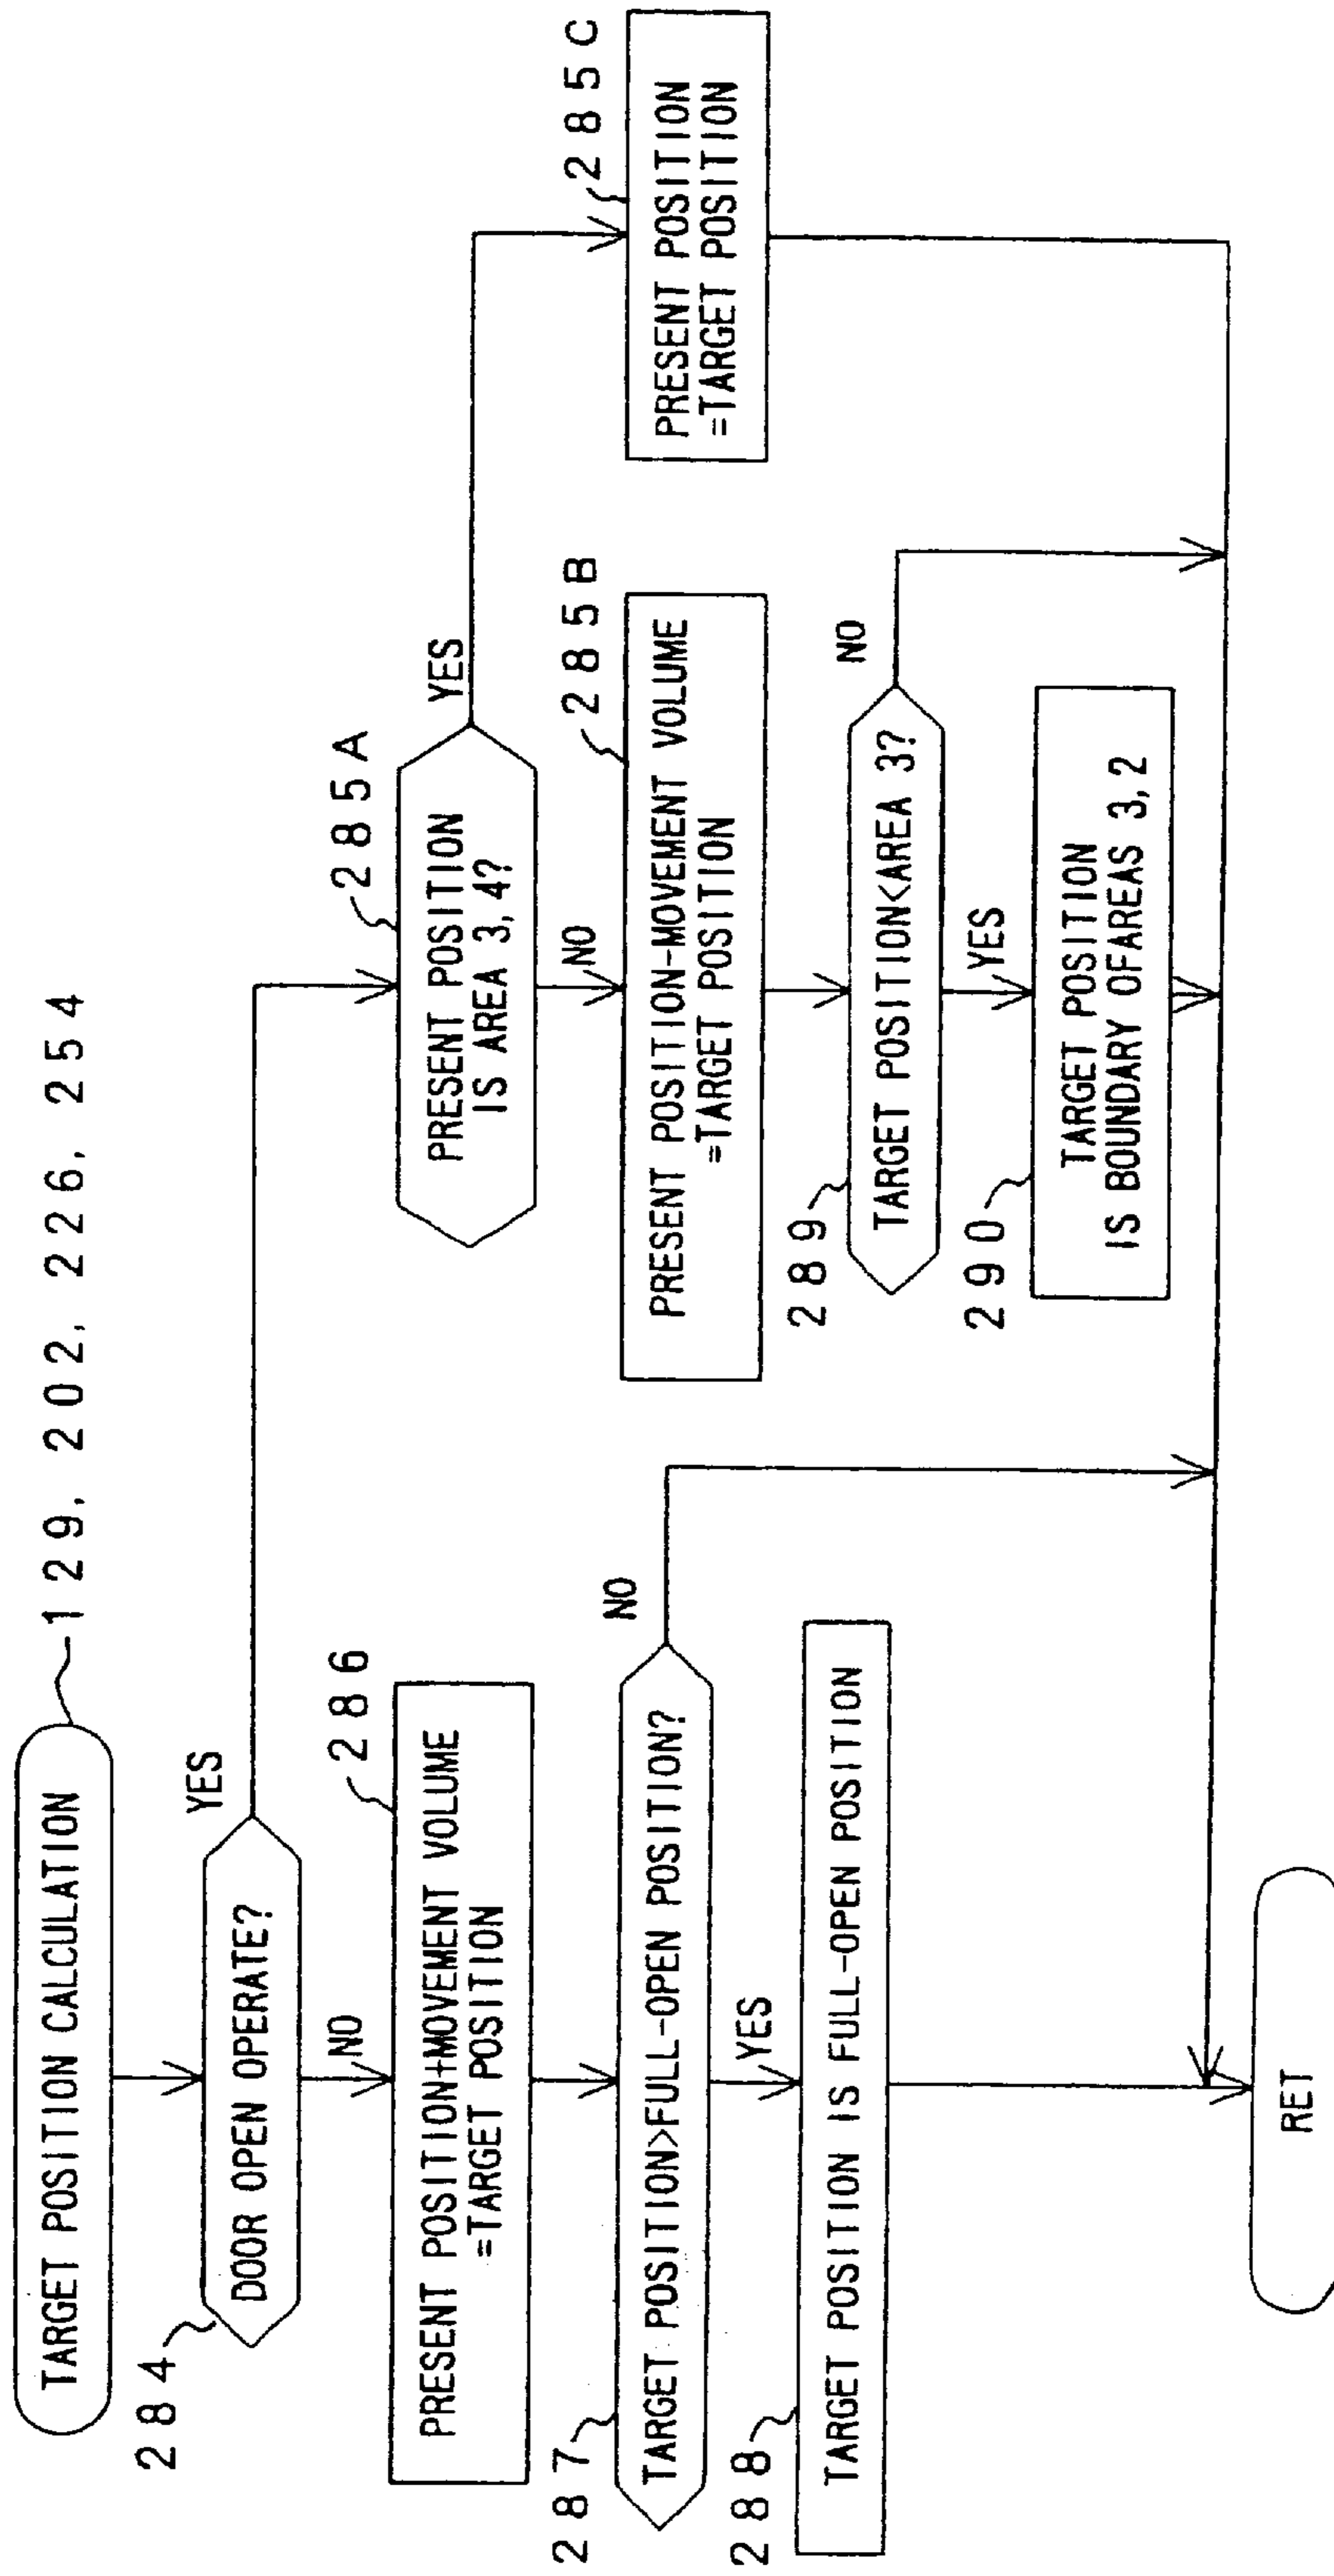 TARGET POSITION CALCULATION
129, 202, 226, 254
284
DOOR OPEN OPERATE?
YES
NO
286
PRESENT POSITION+MOVEMENT VOLUME
=TARGET POSITION
287
TARGET POSITION>FULL-OPEN POSITION?
NO
YES
288
TARGET POSITION IS FULL-OPEN POSITION
285A
PRESENT POSITION
IS AREA 3,4?
YES
NO
285B
PRESENT POSITION-MOVEMENT VOLUME
=TARGET POSITION
285C
PRESENT POSITION
=TARGET POSITION
289
TARGET POSITION<AREA 3?
NO
YES
290
TARGET POSITION
IS BOUNDARY OFAREAS 3,2
RET